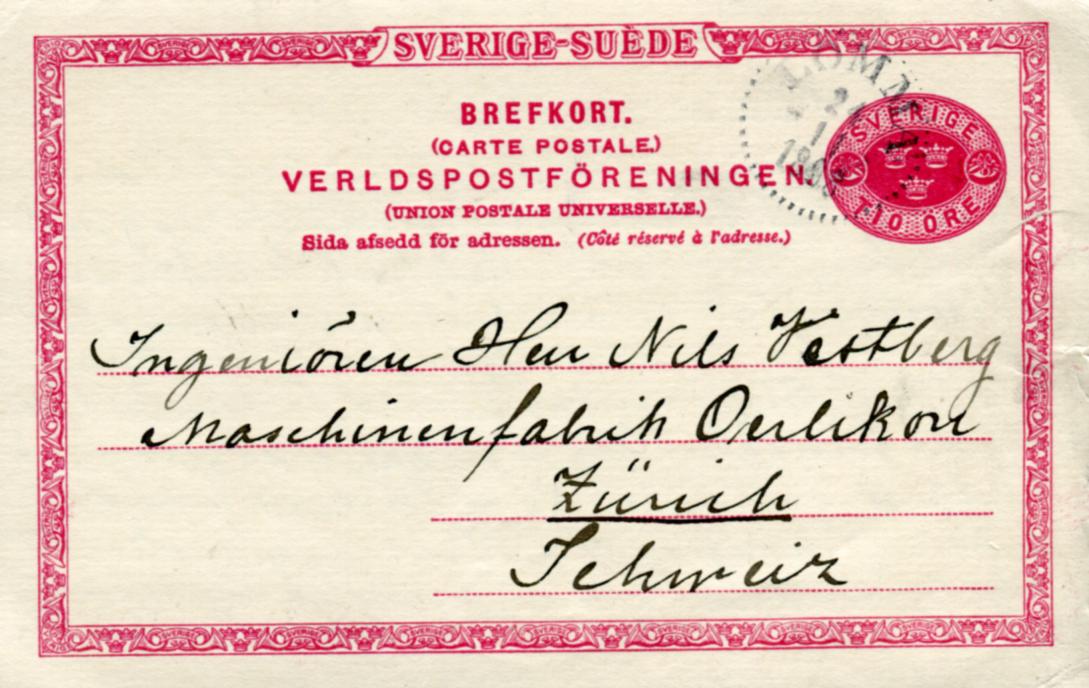 SVERIGE-SUÈDE
BREFKORT.
(CARTE POSTALE.)
VERLDSPOSTFÖRENINGEN.
(UNION POSTALE UNIVERSELLE.)
Sida afsedd för adressen. (Côté réservé à l'adresse.)
SVERIGE
TIO ÖRE
Ingeniören Herr Nils Vestberg
Maschinenfabrik Oerlikon
Zürich
Schweiz